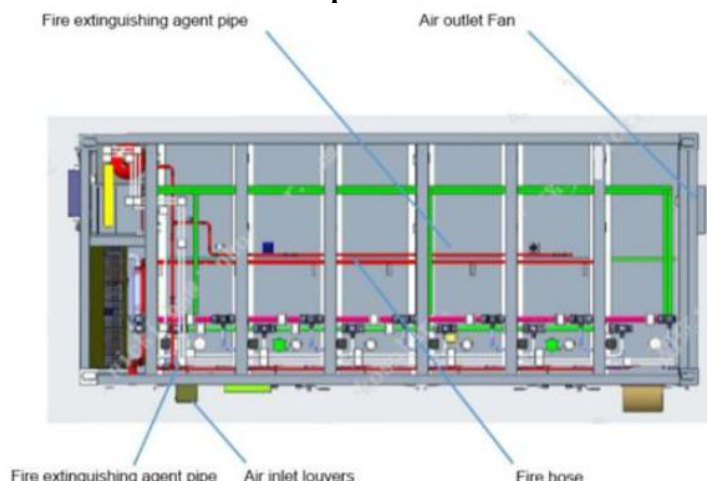 Fire extinguishing agent pipe
Air outlet Fan
Fire extinguishing agent pipe
Air inlet louvers
Fire hose